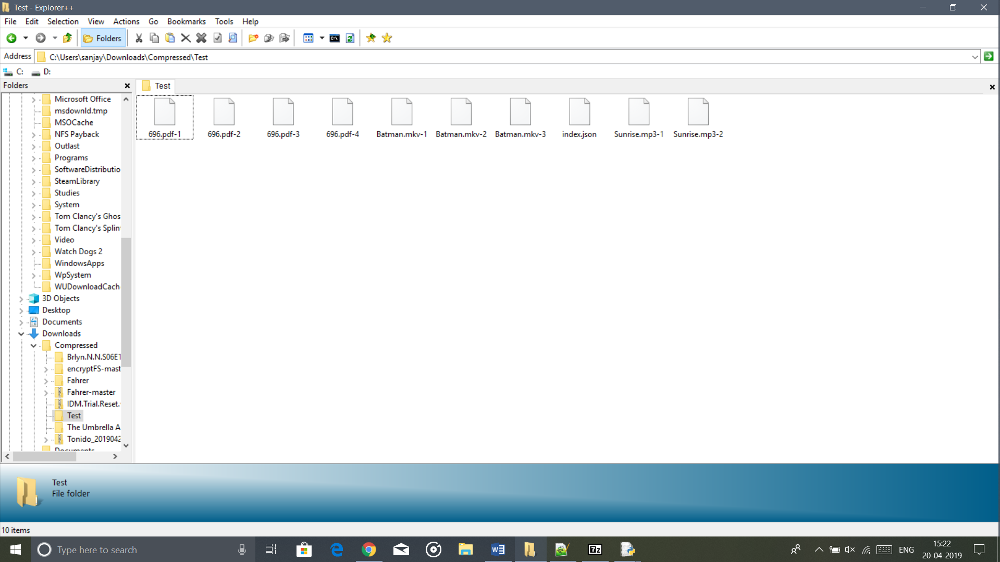 Test - Explorer++
File Edit Selection View Actions Go Bookmarks Tools Help
Folders
Address C:\Users\sanjay\Downloads\Compressed\Test
C: D:
Folders
Test
Microsoft Office
msdownld.tmp
MSOCache
NFS Payback
Outlast
Programs
SoftwareDistributio
SteamLibrary
Studies
System
Tom Clancy's Ghos
Tom Clancy's Splin
Video
Watch Dogs 2
WindowsApps
WpSystem
WUDownloadCach
3D Objects
Desktop
Documents
Downloads
Compressed
Brlyn.N.N.S06E1
encryptFS-mast
Fahrer
Fahrer-master
IDM.Trial.Reset.
Test
The Umbrella A
Tonido_2019042
Documents
696.pdf-1 696.pdf-2 696.pdf-3 696.pdf-4 Batman.mkv-1 Batman.mkv-2 Batman.mkv-3 index.json Sunrise.mp3-1 Sunrise.mp3-2
Test
File folder
10 items
Type here to search
7z
ENG
15:22
20-04-2019